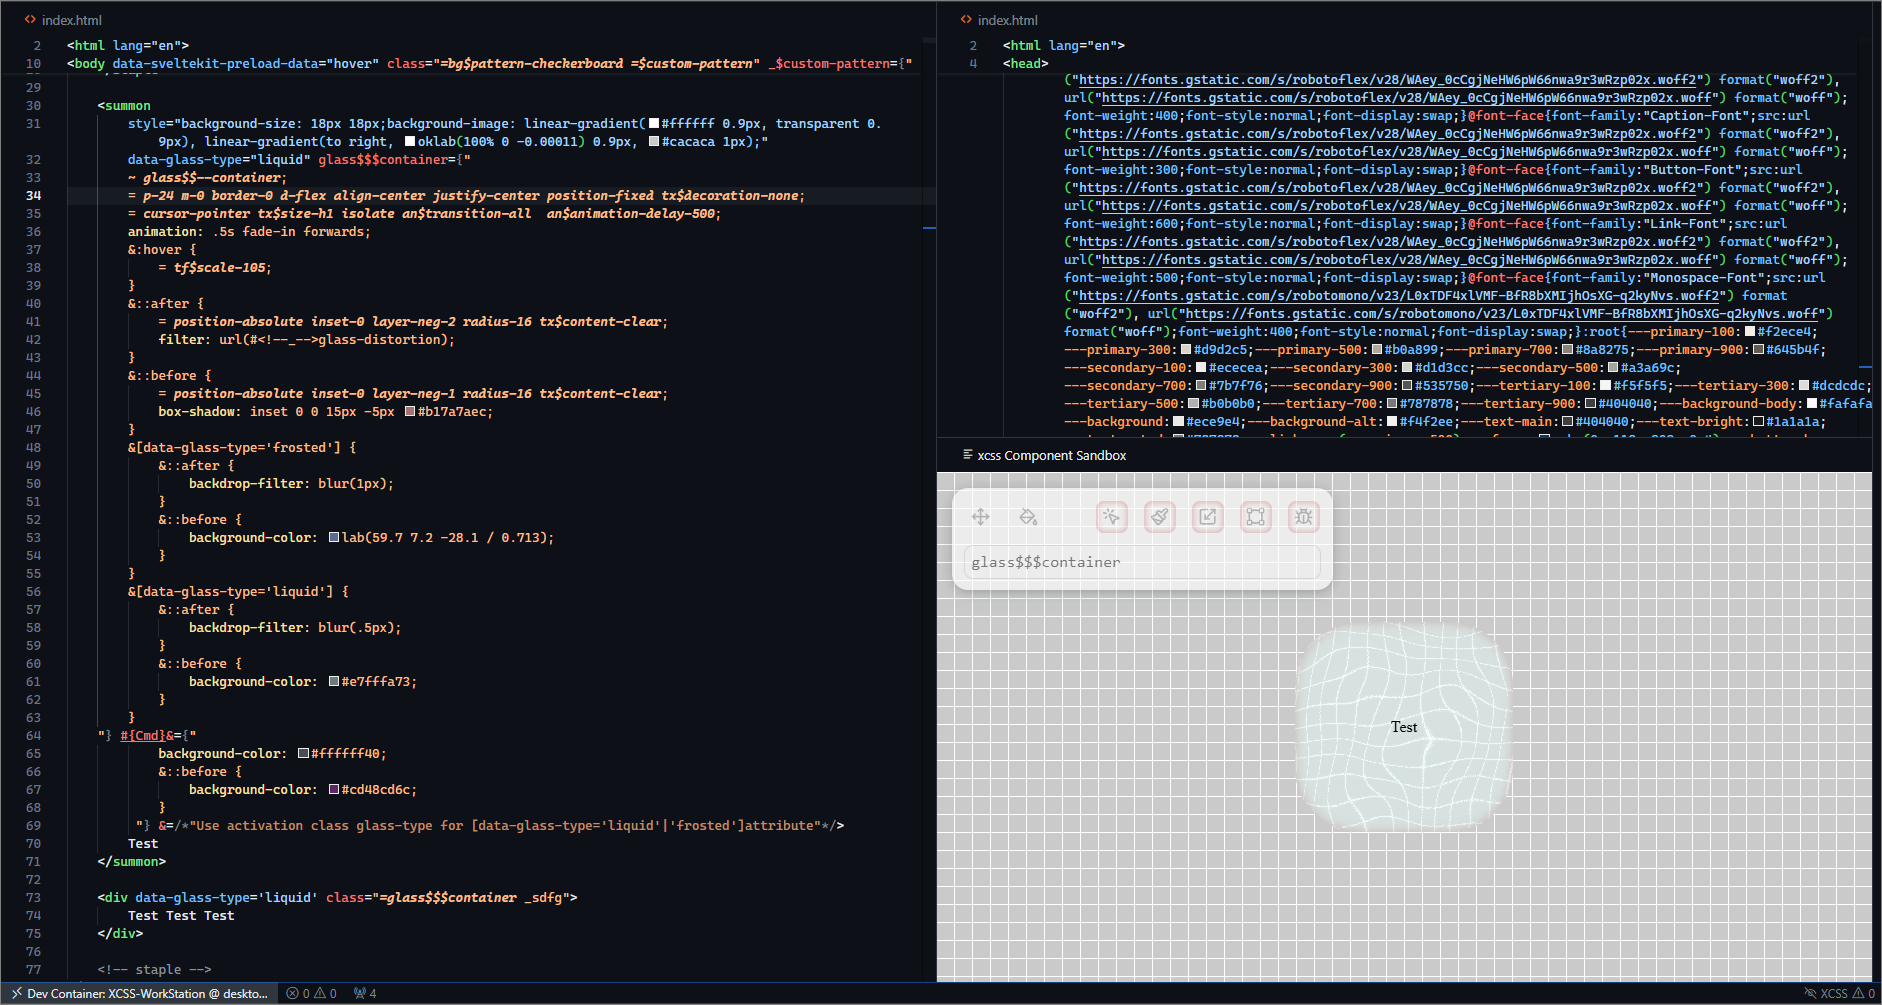 index.html
2 <html lang="en">
10 <body data-sveltekit-preload-data="hover" class="=bg$pattern-checkerboard =$custom-pattern" _$custom-pattern={"
29
30 <summon
31 style="background-size: 18px 18px;background-image: linear-gradient(#ffffff 0.9px, transparent 0.
9px), linear-gradient(to right, oklab(100% 0 -0.00011) 0.9px, #cacaca 1px);"
32 data-glass-type="liquid" glass$$$container={"
33 ~ glass$$--container;
34 = p-24 m-0 border-0 d-flex align-center justify-center position-fixed tx$decoration-none;
35 = cursor-pointer tx$size-h1 isolate an$transition-all  an$animation-delay-500;
36 animation: .5s fade-in forwards;
37 &:hover {
38 = tf$scale-105;
39 }
40 &::after {
41 = position-absolute inset-0 layer-neg-2 radius-16 tx$content-clear;
42 filter: url(#<!--_-->glass-distortion);
43 }
44 &::before {
45 = position-absolute inset-0 layer-neg-1 radius-16 tx$content-clear;
46 box-shadow: inset 0 0 15px -5px #b17a7aec;
47 }
48 &[data-glass-type='frosted'] {
49 &::after {
50 backdrop-filter: blur(1px);
51 }
52 &::before {
53 background-color: lab(59.7 7.2 -28.1 / 0.713);
54 }
55 }
56 &[data-glass-type='liquid'] {
57 &::after {
58 backdrop-filter: blur(.5px);
59 }
60 &::before {
61 background-color: #e7fffa73;
62 }
63 }
64 "} #{Cmd}&={"
65 background-color: #ffffff40;
66 &::before {
67 background-color: #cd48cd6c;
68 }
69 "} &=/*"Use activation class glass-type for [data-glass-type='liquid'|'frosted']attribute"*/>
70 Test
71 </summon>
72
73 <div data-glass-type='liquid' class="=glass$$$container _sdfg">
74 Test Test Test
75 </div>
76
77 <!-- staple -->
index.html
2 <html lang="en">
4 <head>
("https://fonts.gstatic.com/s/robotoflex/v28/WAey_0cCgjNeHW6pW66nwa9r3wRzp02x.woff2") format("woff2"),
url("https://fonts.gstatic.com/s/robotoflex/v28/WAey_0cCgjNeHW6pW66nwa9r3wRzp02x.woff") format("woff");
font-weight:400;font-style:normal;font-display:swap;}@font-face{font-family:"Caption-Font";src:url
("https://fonts.gstatic.com/s/robotoflex/v28/WAey_0cCgjNeHW6pW66nwa9r3wRzp02x.woff2") format("woff2"),
url("https://fonts.gstatic.com/s/robotoflex/v28/WAey_0cCgjNeHW6pW66nwa9r3wRzp02x.woff") format("woff");
font-weight:300;font-style:normal;font-display:swap;}@font-face{font-family:"Button-Font";src:url
("https://fonts.gstatic.com/s/robotoflex/v28/WAey_0cCgjNeHW6pW66nwa9r3wRzp02x.woff2") format("woff2"),
url("https://fonts.gstatic.com/s/robotoflex/v28/WAey_0cCgjNeHW6pW66nwa9r3wRzp02x.woff") format("woff");
font-weight:600;font-style:normal;font-display:swap;}@font-face{font-family:"Link-Font";src:url
("https://fonts.gstatic.com/s/robotoflex/v28/WAey_0cCgjNeHW6pW66nwa9r3wRzp02x.woff2") format("woff2"),
url("https://fonts.gstatic.com/s/robotoflex/v28/WAey_0cCgjNeHW6pW66nwa9r3wRzp02x.woff") format("woff");
font-weight:500;font-style:normal;font-display:swap;}@font-face{font-family:"Monospace-Font";src:url
("https://fonts.gstatic.com/s/robotomono/v23/L0xTDF4xlVMF-BfR8bXMIjhOsXG-q2kyNvs.woff2") format
("woff2"), url("https://fonts.gstatic.com/s/robotomono/v23/L0xTDF4xlVMF-BfR8bXMIjhOsXG-q2kyNvs.woff")
format("woff");font-weight:400;font-style:normal;font-display:swap;}:root{---primary-100:#f2ece4;
---primary-300:#d9d2c5;---primary-500:#b0a899;---primary-700:#8a8275;---primary-900:#645b4f;
---secondary-100:#ececea;---secondary-300:#d1d3cc;---secondary-500:#a3a69c;
---secondary-700:#7b7f76;---secondary-900:#535750;---tertiary-100:#f5f5f5;---tertiary-300:#dcdcdc;
---tertiary-500:#b0b0b0;---tertiary-700:#787878;---tertiary-900:#404040;---background-body:#fafafa
---background:#ece9e4;---background-alt:#f4f2ee;---text-main:#404040;---text-bright:#1a1a1a;
xcss Component Sandbox
glass$$$container
Test
Dev Container: XCSS-WorkStation @ deskto... 0 0 4
XCSS 0